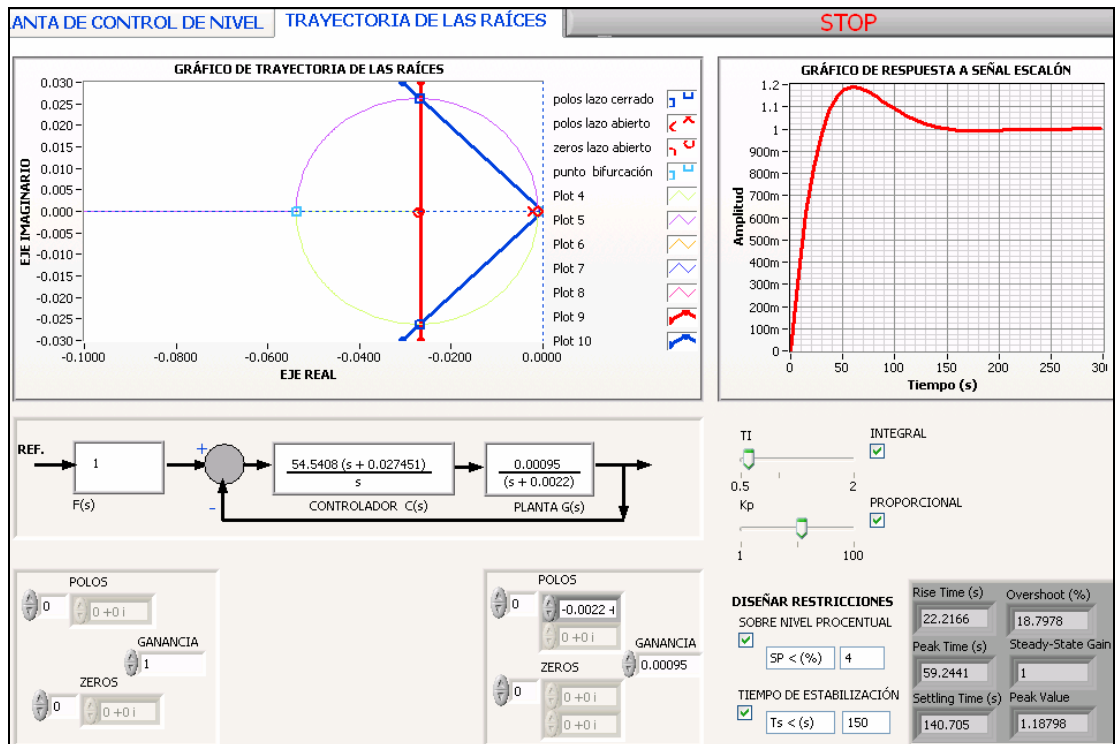 ANTA DE CONTROL DE NIVEL
TRAYECTORIA DE LAS RAÍCES
STOP
GRÁFICO DE TRAYECTORIA DE LAS RAÍCES
0.030
0.025
0.020
0.015
0.010
0.005
0.000
-0.005
-0.010
-0.015
-0.020
-0.025
-0.030
EJE IMAGINARIO
-0.1000
-0.0800
-0.0600
-0.0400
-0.0200
0.0000
EJE REAL
polos lazo cerrado
polos lazo abierto
zeros lazo abierto
punto bifurcación
Plot 4
Plot 5
Plot 6
Plot 7
Plot 8
Plot 9
Plot 10
GRÁFICO DE RESPUESTA A SEÑAL ESCALÓN
1.2
1.1
1
900m
800m
700m
600m
500m
400m
300m
200m
100m
0
Amplitud
0
50
100
150
200
250
30
Tiempo (s)
REF.
1
F(s)
+
-
54.5408 (s + 0.027451)
s
CONTROLADOR C(s)
0.00095
(s + 0.0022)
PLANTA G(s)
TI
0.5
2
INTEGRAL
Kp
1
100
PROPORCIONAL
POLOS
0
0 +0 i
GANANCIA
1
ZEROS
0
0 +0 i
POLOS
0
-0.0022 +
0 +0 i
GANANCIA
0.00095
ZEROS
0
0 +0 i
0 +0 i
DISEÑAR RESTRICCIONES
SOBRE NIVEL PROCENTUAL
SP < (%)
4
TIEMPO DE ESTABILIZACIÓN
Ts < (s)
150
Rise Time (s)
22.2166
Overshoot (%)
18.7978
Peak Time (s)
59.2441
Steady-State Gain
1
Settling Time (s)
140.705
Peak Value
1.18798